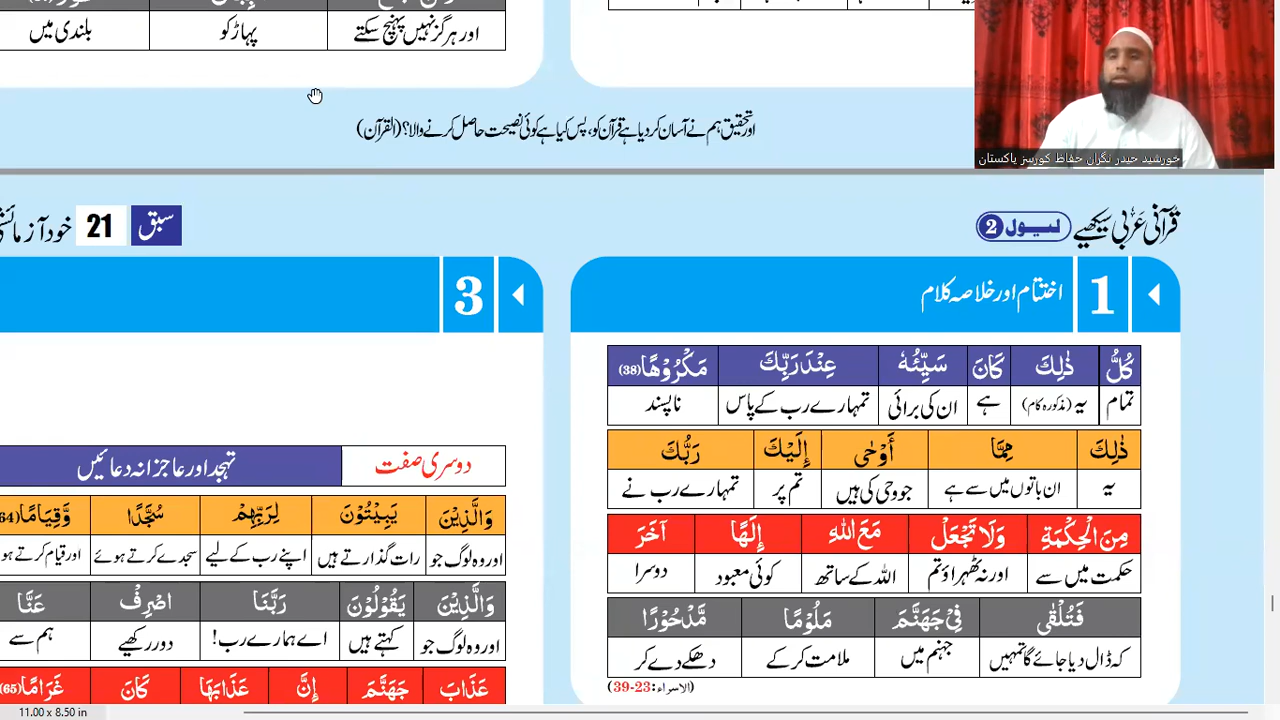 اور ہرگز نہیں پہنچ سکتے
پہاڑ کو
بلندی میں
اور تحقیق ہم نے آسان کر دیا ہے قرآن کو، پس کیا ہے کوئی نصیحت حاصل کرنے والا؟ (القرآن)
خورشید حیدر نگران حفاظ کورسز پاکستان
قرآنی عربی سیکھیے لیول 2
سبق 21
1 اختتام اور خلاصہ کلام
كُلُّ ذٰلِكَ كَانَ سَيِّئُهٗ عِنْدَ رَبِّكَ مَكْرُوْهًا (38)
تمام یہ (مذکورہ کام) ہے ان کی برائی تمہارے رب کے پاس ناپسند
ذٰلِكَ مِمَّا أَوْحٰى إِلَيْكَ رَبُّكَ
یہ ان باتوں میں سے ہے جو وحی کی ہیں تم پر تمہارے رب نے
مِنَ الْحِكْمَةِ وَلَا تَجْعَلْ مَعَ اللهِ إِلٰهًا آخَرَ
حکمت میں سے اور نہ ٹھہراؤ تم اللہ کے ساتھ کوئی معبود دوسرا
فَتُلْقٰى فِيْ جَهَنَّمَ مَلُوْمًا مَّدْحُوْرًا
کہ ڈال دیا جائے گا تمہیں جہنم میں ملامت کر کے دھکے دے کر
(الاسراء: 23-39)
3
دوسری صفت
تہجد اور عاجزانہ دعائیں
وَالَّذِيْنَ يَبِيْتُوْنَ لِرَبِّهِمْ سُجَّدًا وَّقِيَامًا (64
اور وہ لوگ جو رات گذارتے ہیں اپنے رب کے لیے سجدے کرتے ہوئے اور قیام کرتے
وَالَّذِيْنَ يَقُوْلُوْنَ رَبَّنَا اصْرِفْ عَنَّا
اور وہ لوگ جو کہتے ہیں اے ہمارے رب! دور رکھیے ہم سے
عَذَابَ جَهَنَّمَ إِنَّ عَذَابَهَا كَانَ غَرَامًا (65)
11.00 x 8.50 in